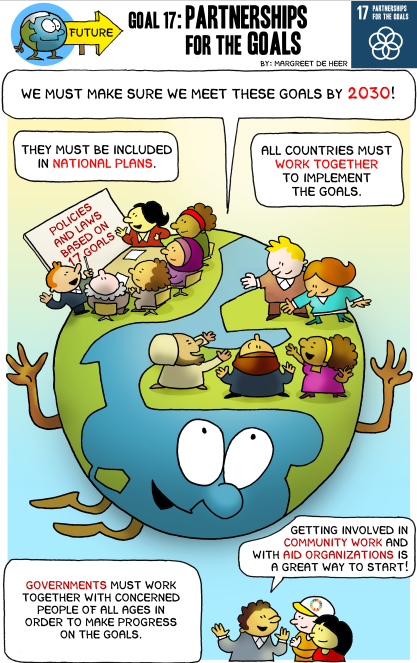 FUTURE
GOAL 17: PARTNERSHIPS
FOR THE GOALS
BY: MARGREET DE HEER
17 PARTNERSHIPS
FOR THE GOALS
WE MUST MAKE SURE WE MEET THESE GOALS BY 2030!
THEY MUST BE INCLUDED
IN NATIONAL PLANS.
ALL COUNTRIES MUST
WORK TOGETHER
TO IMPLEMENT
THE GOALS.
POLICIES
AND LAWS
BASED ON
17 GOALS
GETTING INVOLVED IN
COMMUNITY WORK AND
WITH AID ORGANIZATIONS IS
A GREAT WAY TO START!
GOVERNMENTS MUST WORK
TOGETHER WITH CONCERNED
PEOPLE OF ALL AGES IN
ORDER TO MAKE PROGRESS
ON THE GOALS.